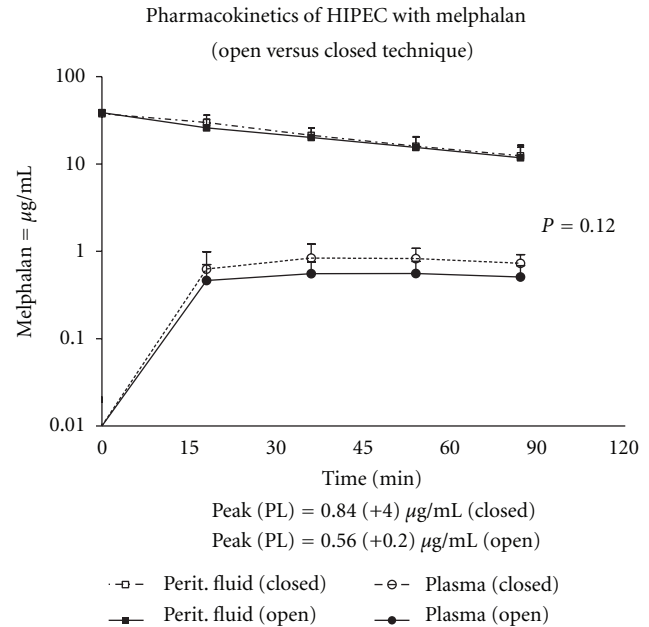 Pharmacokinetics of HIPEC with melphalan
(open versus closed technique)
100
10
1
0.1
0.01
Melphalan = µg/mL
P = 0.12
0 15 30 45 60 90 120
Time (min)
Peak (PL) = 0.84 (+4) µg/mL (closed)
Peak (PL) = 0.56 (+0.2) µg/mL (open)
Perit. fluid (closed) Plasma (closed)
Perit. fluid (open) Plasma (open)